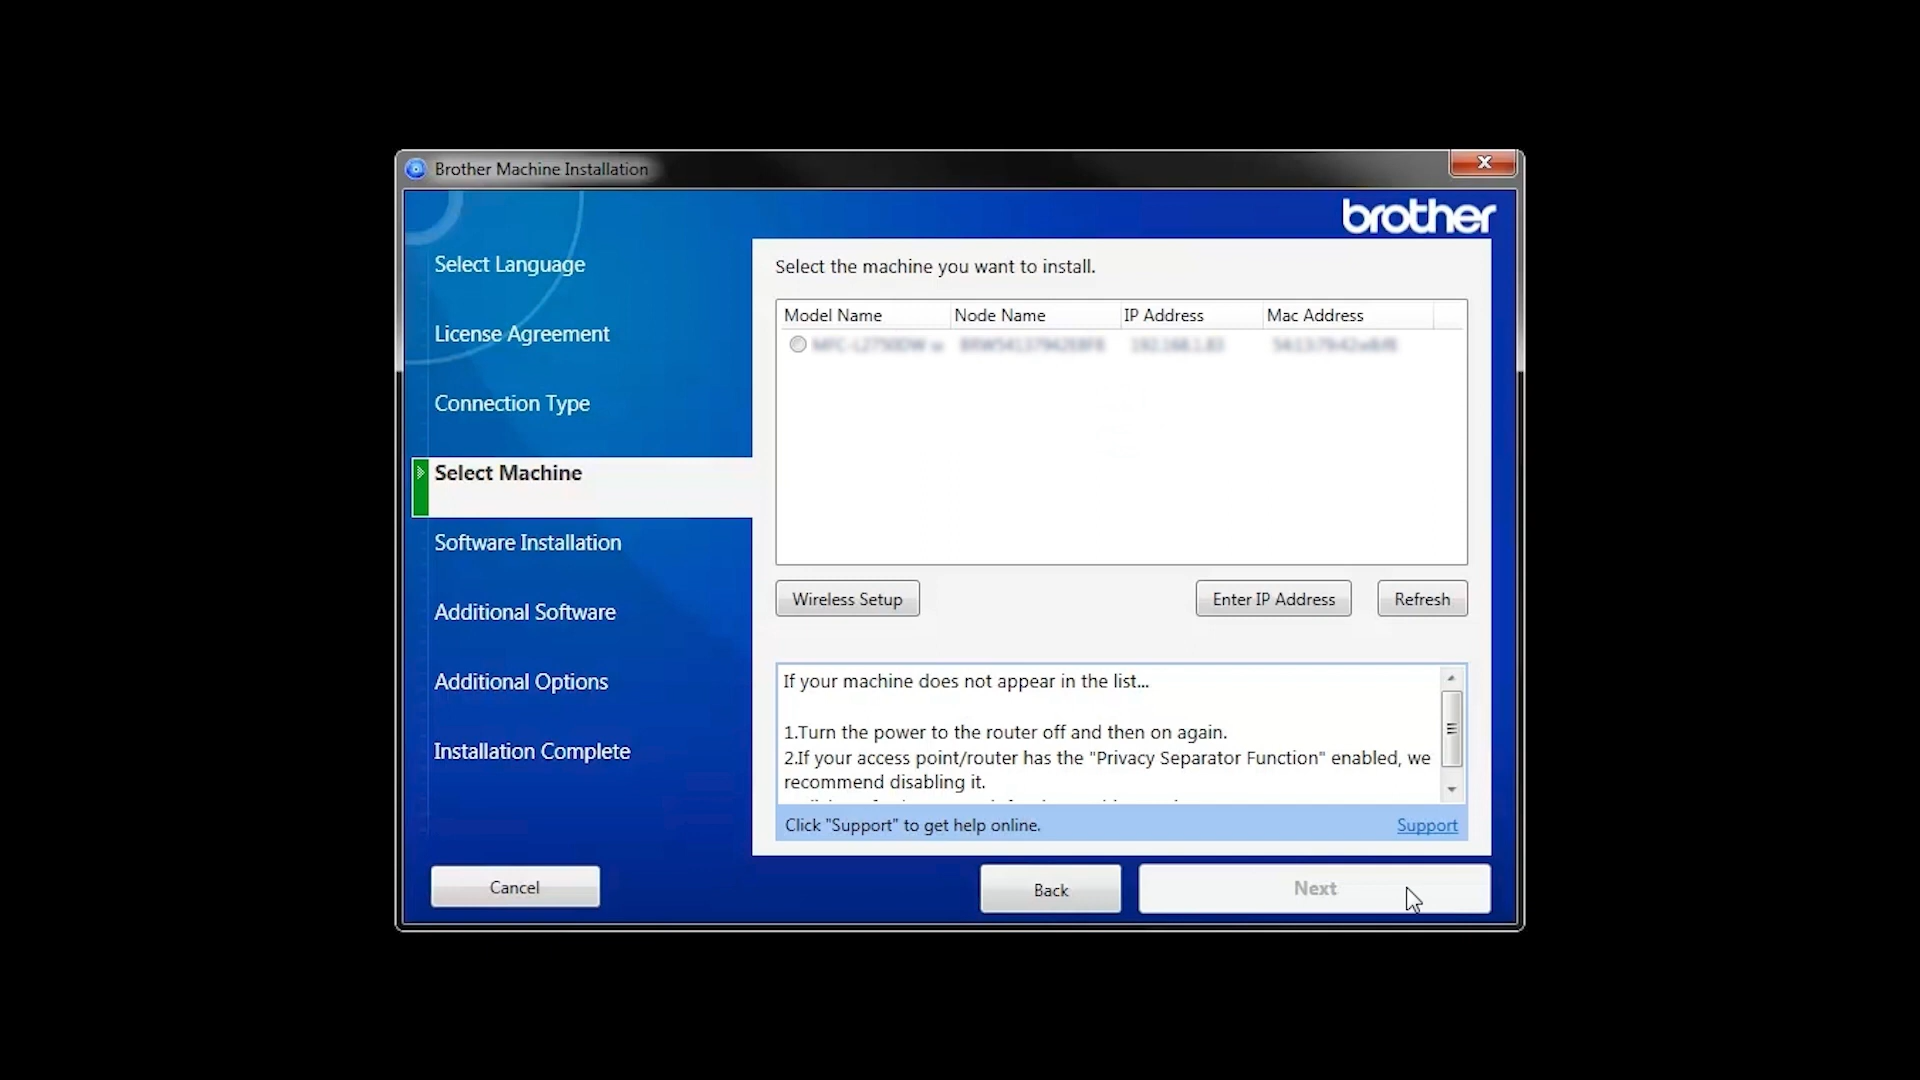 Brother Machine Installation
X
brother
Select Language
License Agreement
Connection Type
Select Machine
Software Installation
Additional Software
Additional Options
Installation Complete
Select the machine you want to install.
Model Name Node Name IP Address Mac Address
Wireless Setup Enter IP Address Refresh
If your machine does not appear in the list...
1.Turn the power to the router off and then on again.
2.If your access point/router has the "Privacy Separator Function" enabled, we
recommend disabling it.
Click "Support" to get help online. Support
Cancel Back Next